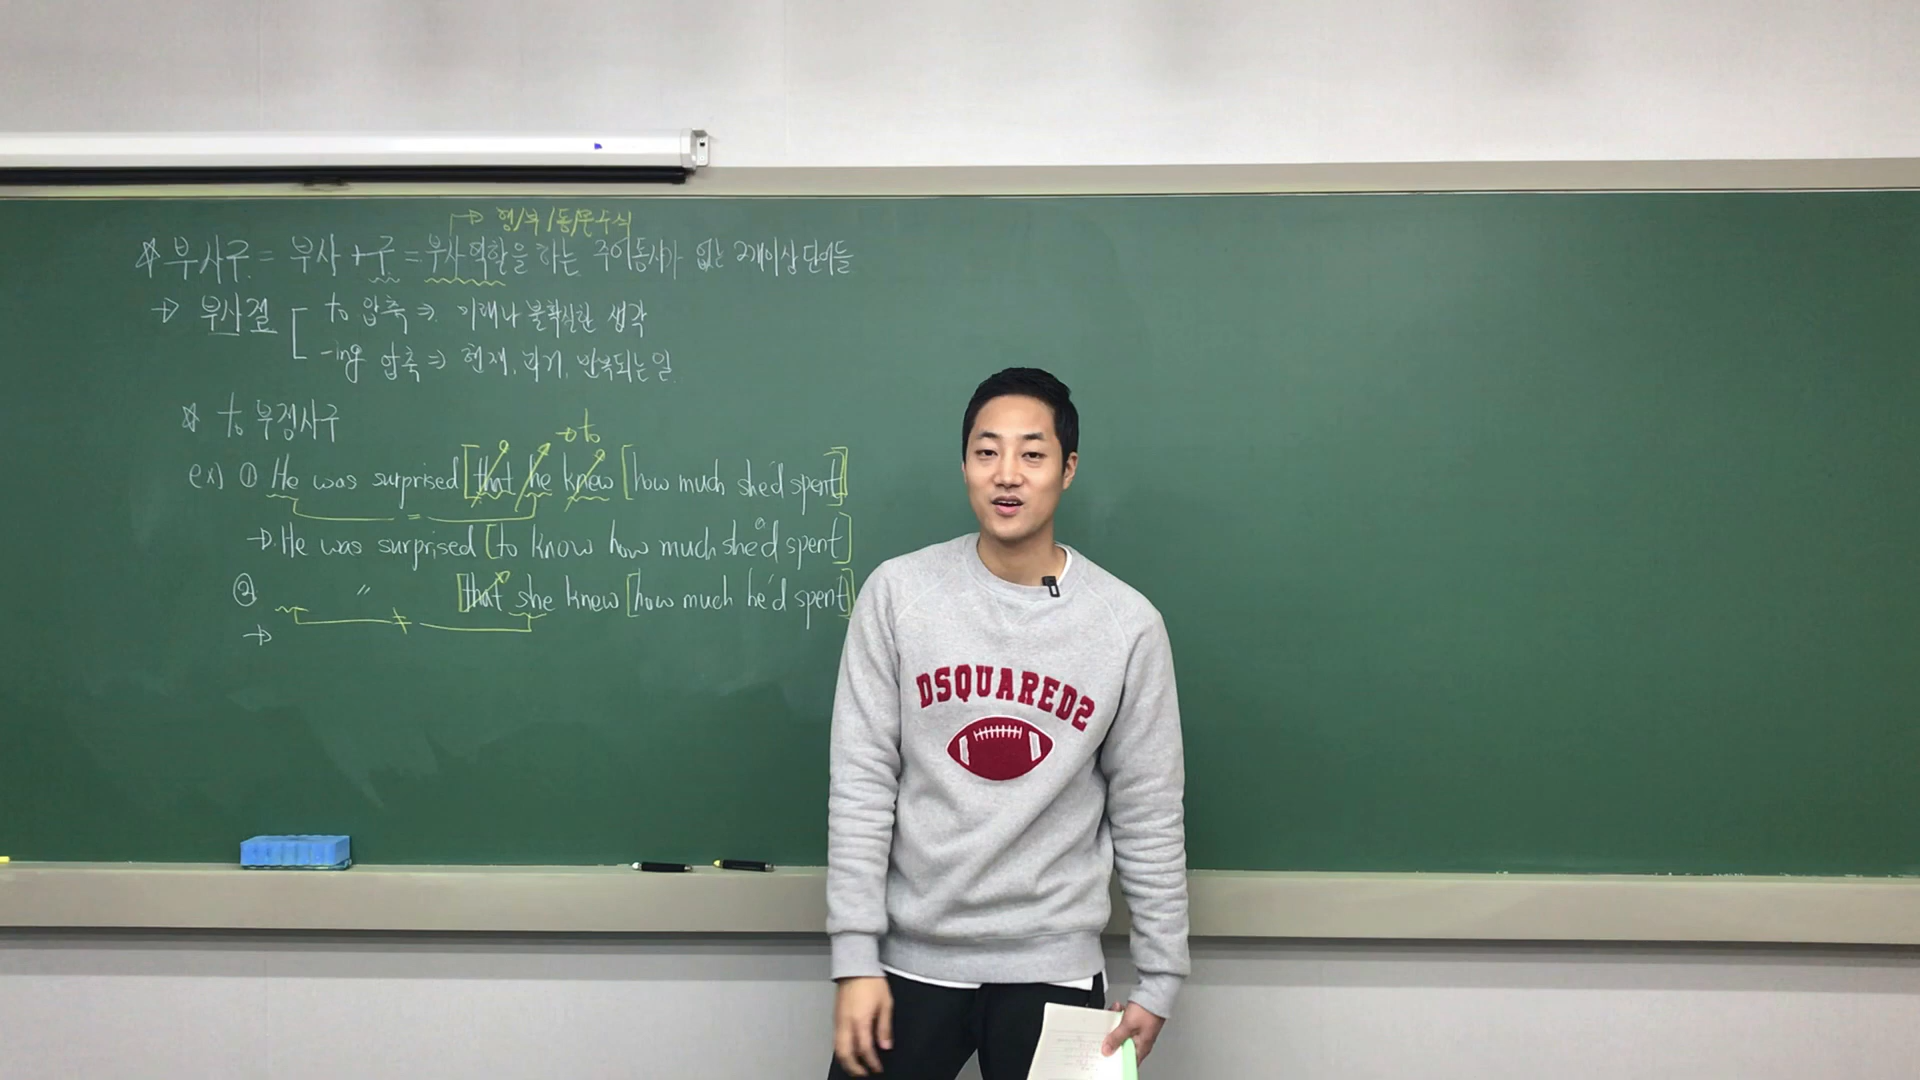 → 형/부/동/문수식
☆ 부사구 = 부사+구 = 부사역할을 하는 주어동사가 없는 2개이상 단어들
→ 부사절 [ to 압축 ⇒ 미래나 불확실한 생각
-ing 압축 ⇒ 현재, 과거, 반복되는 일
☆ to 부정사구
→ to
ex) ① He was surprised [that he knew [how much she'd spent]
=
→ He was surprised [to know how much she'd spent]
② 〃 [that she knew [how much he'd spent]
≠
→
DSQUARED2